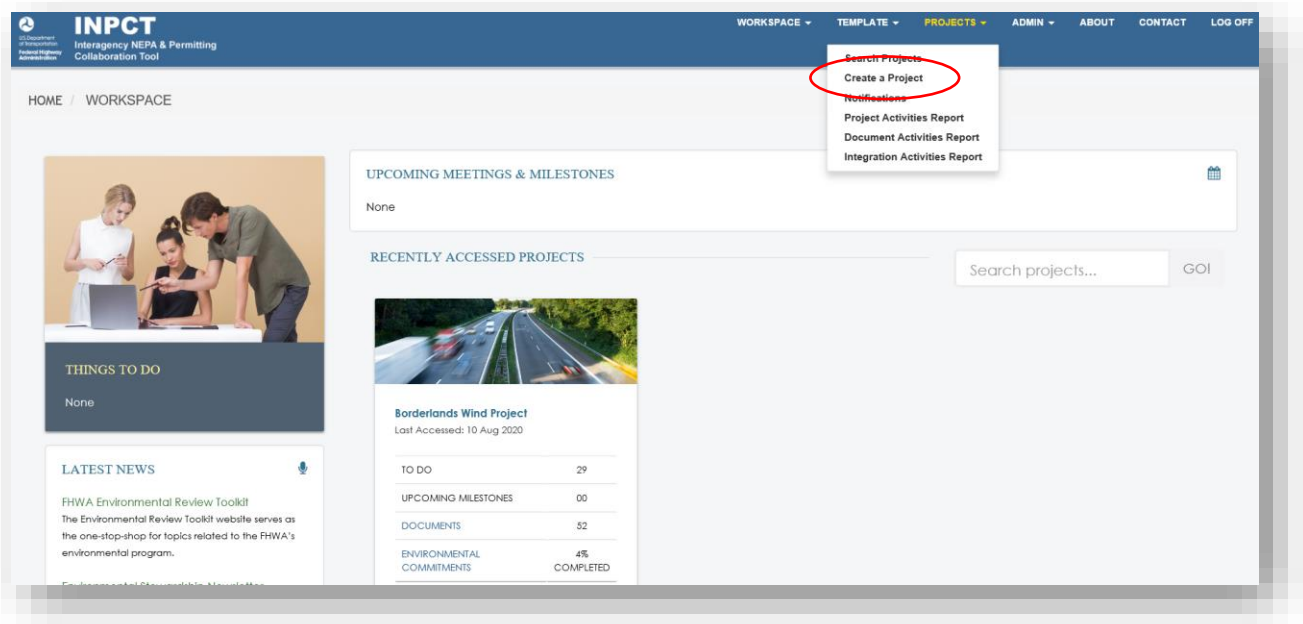 U.S. Department
of Transportation
Federal Highway
Administration
INPCT
Interagency NEPA & Permitting
Collaboration Tool
WORKSPACE TEMPLATE PROJECTS ADMIN ABOUT CONTACT LOG OFF
Search Projects
Create a Project
Notifications
Project Activities Report
Document Activities Report
Integration Activities Report
HOME / WORKSPACE
THINGS TO DO
None
LATEST NEWS
FHWA Environmental Review Toolkit
The Environmental Review Toolkit website serves as
the one-stop-shop for topics related to the FHWA's
environmental program.
Environmental Stewardship Newsletter
UPCOMING MEETINGS & MILESTONES
None
RECENTLY ACCESSED PROJECTS
Search projects... GO!
Borderlands Wind Project
Last Accessed: 10 Aug 2020
TO DO 29
UPCOMING MILESTONES 00
DOCUMENTS 52
ENVIRONMENTAL 4%
COMMITMENTS COMPLETED